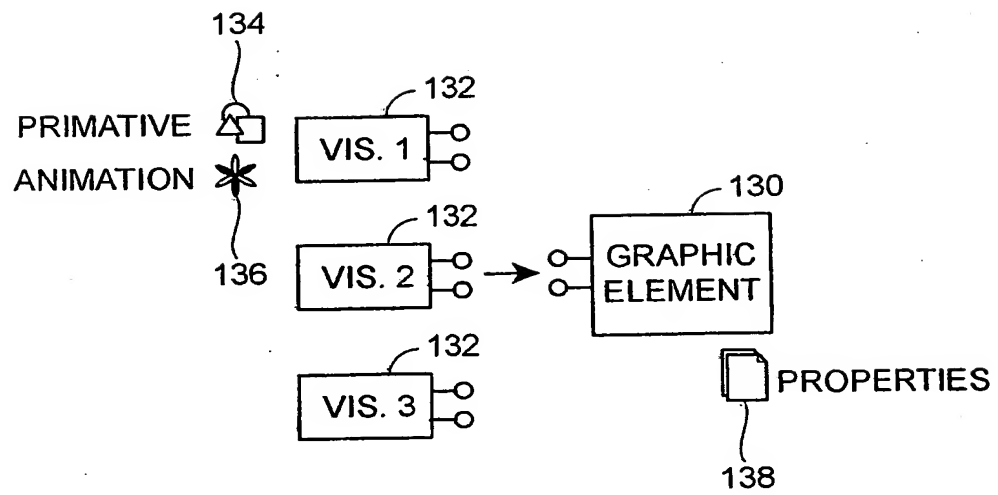 134
132
PRIMATIVE
VIS. 1
ANIMATION
136
132
VIS. 2
130
GRAPHIC
ELEMENT
132
VIS. 3
PROPERTIES
138